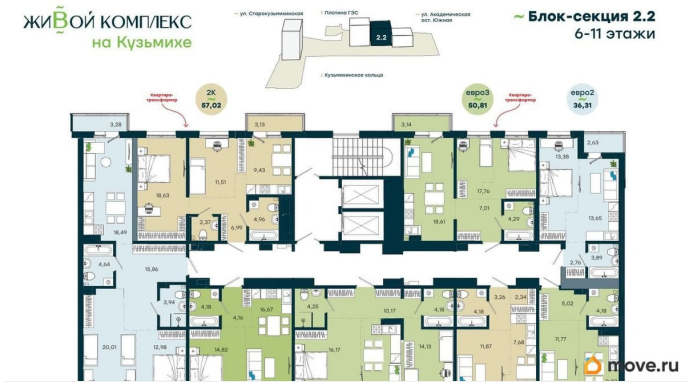 ЖИВОЙ КОМПЛЕКС
на Кузьмихе
ул. Старокузьмихинская
Плотина ГЭС
ул. Академическая
ост. Южная
2.2
Кузьмихинское кольцо
~ Блок-секция 2.2
6-11 этажи
Квартира-
трансформер
2К
57,02
евро3
50,81
Квартира-
трансформер
евро2
36,31
3,28
3,13
3,14
2,63
18,63
11,51
9,43
17,76
13,38
18,49
2,37
6,99
4,96
18,61
7,01
4,29
13,65
4,64
15,86
2,76
3,89
3,94
4,18
4,16
16,67
4,25
10,17
4,18
4,18
3,26
2,34
5,02
4,18
20,01
12,98
14,82
16,17
14,13
11,87
7,68
11,77
move.ru